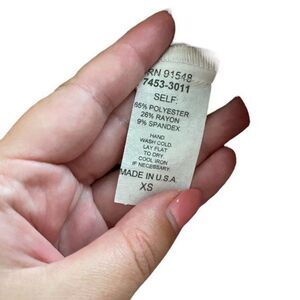 RN 91548
7453-3011
SELF:
65% POLYESTER
26% RAYON
9% SPANDEX
HAND
WASH COLD
LAY FLAT
TO DRY
COOL IRON
IF NECESSARY
MADE IN U.S.A.
XS